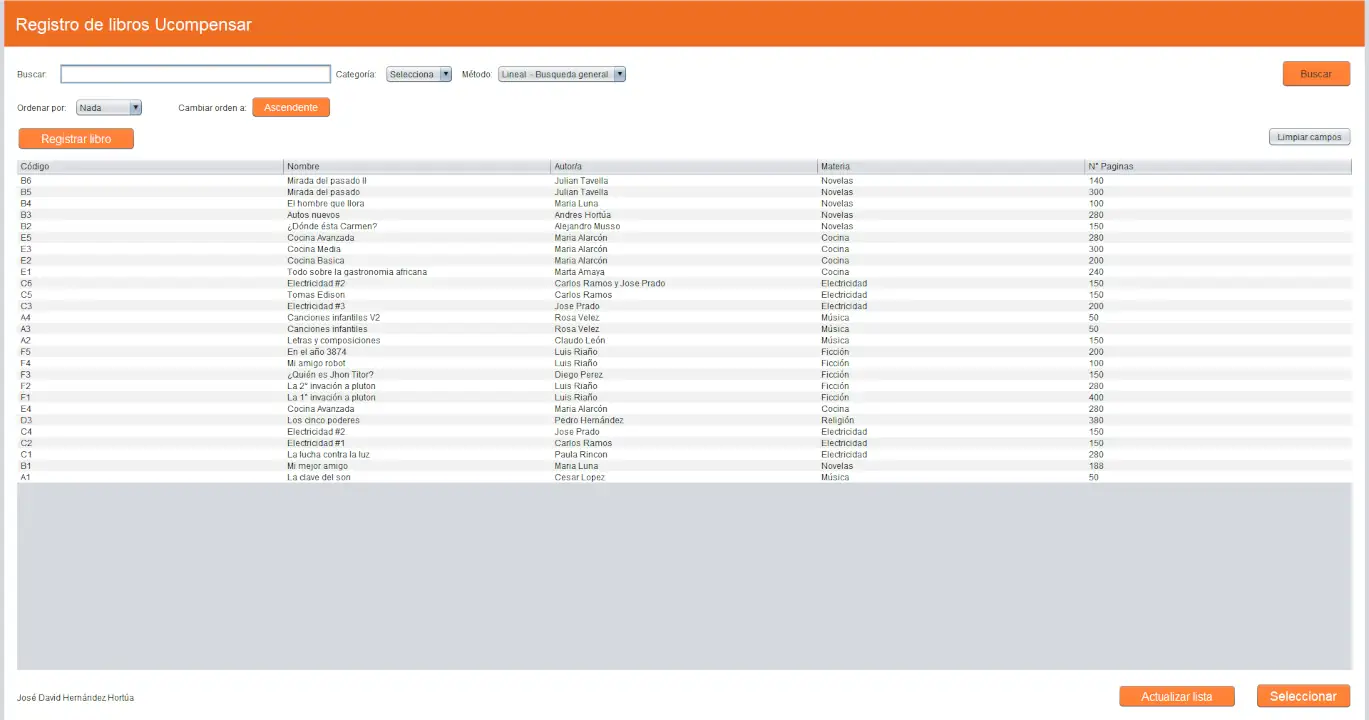 Registro de libros Ucompensar
Buscar: Categoría: Selecciona Método: Lineal - Busqueda general Buscar
Ordenar por: Nada Cambiar orden a: Ascendente
Registrar libro Limpiar campos
Código Nombre Autor/a Materia N° Paginas
B6 Mirada del pasado II Julian Tavella Novelas 140
B5 Mirada del pasado Julian Tavella Novelas 300
B4 El hombre que llora Maria Luna Novelas 100
B3 Autos nuevos Andres Hortúa Novelas 280
B2 ¿Dónde ésta Carmen? Alejandro Musso Novelas 150
E5 Cocina Avanzada Maria Alarcón Cocina 280
E3 Cocina Media Maria Alarcón Cocina 300
E2 Cocina Basica Maria Alarcón Cocina 200
E1 Todo sobre la gastronomia africana Marta Amaya Cocina 240
C6 Electricidad #2 Carlos Ramos y Jose Prado Electricidad 150
C5 Tomas Edison Carlos Ramos Electricidad 150
C3 Electricidad #3 Jose Prado Electricidad 200
A4 Canciones infantiles V2 Rosa Velez Música 50
A3 Canciones infantiles Rosa Velez Música 50
A2 Letras y composiciones Claudo León Música 150
F5 En el año 3874 Luis Riaño Ficción 200
F4 Mi amigo robot Luis Riaño Ficción 100
F3 ¿Quién es Jhon Titor? Diego Perez Ficción 150
F2 La 2° invación a pluton Luis Riaño Ficción 280
F1 La 1° invación a pluton Luis Riaño Ficción 400
E4 Cocina Avanzada Maria Alarcón Cocina 280
D3 Los cinco poderes Pedro Hernández Religión 380
C4 Electricidad #2 Jose Prado Electricidad 150
C2 Electricidad #1 Carlos Ramos Electricidad 150
C1 La lucha contra la luz Paula Rincon Electricidad 280
B1 Mi mejor amigo Maria Luna Novelas 188
A1 La clave del son Cesar Lopez Música 50
José David Hernández Hortúa Actualizar lista Seleccionar